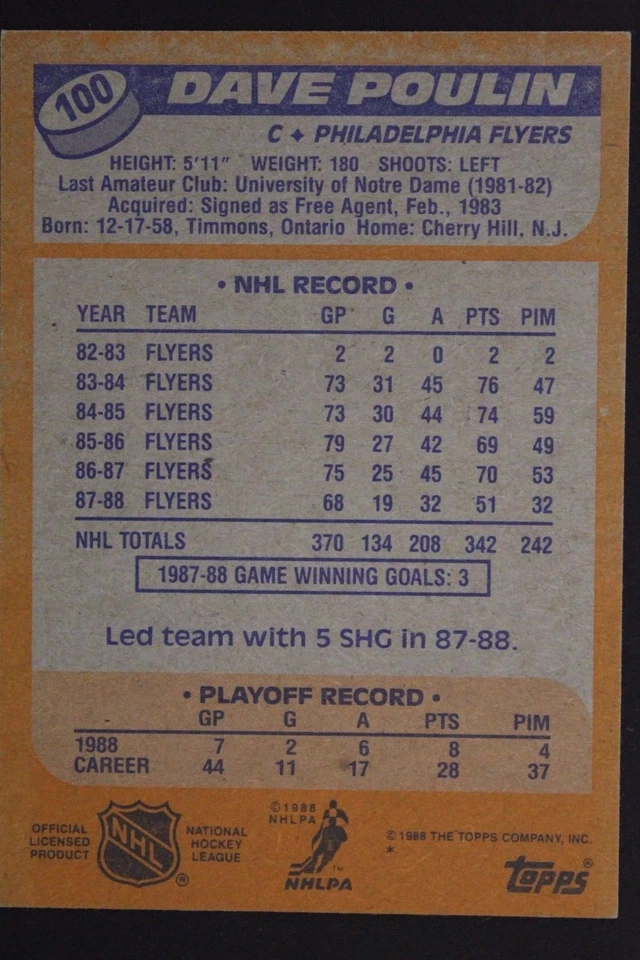 100
DAVE POULIN
C ✦ PHILADELPHIA FLYERS
HEIGHT: 5'11" WEIGHT: 180 SHOOTS: LEFT
Last Amateur Club: University of Notre Dame (1981-82)
Acquired: Signed as Free Agent, Feb., 1983
Born: 12-17-58, Timmons, Ontario Home: Cherry Hill, N.J.
• NHL RECORD •
YEAR TEAM GP G A PTS PIM
82-83 FLYERS 2 2 0 2 2
83-84 FLYERS 73 31 45 76 47
84-85 FLYERS 73 30 44 74 59
85-86 FLYERS 79 27 42 69 49
86-87 FLYERS 75 25 45 70 53
87-88 FLYERS 68 19 32 51 32
NHL TOTALS 370 134 208 342 242
1987-88 GAME WINNING GOALS: 3
Led team with 5 SHG in 87-88.
• PLAYOFF RECORD •
GP G A PTS PIM
1988 7 2 6 8 4
CAREER 44 11 17 28 37
OFFICIAL
LICENSED
PRODUCT
NHL
®
NATIONAL
HOCKEY
LEAGUE
©1988
NHLPA
™
NHLPA
©1988 THE TOPPS COMPANY, INC.
*
topps®